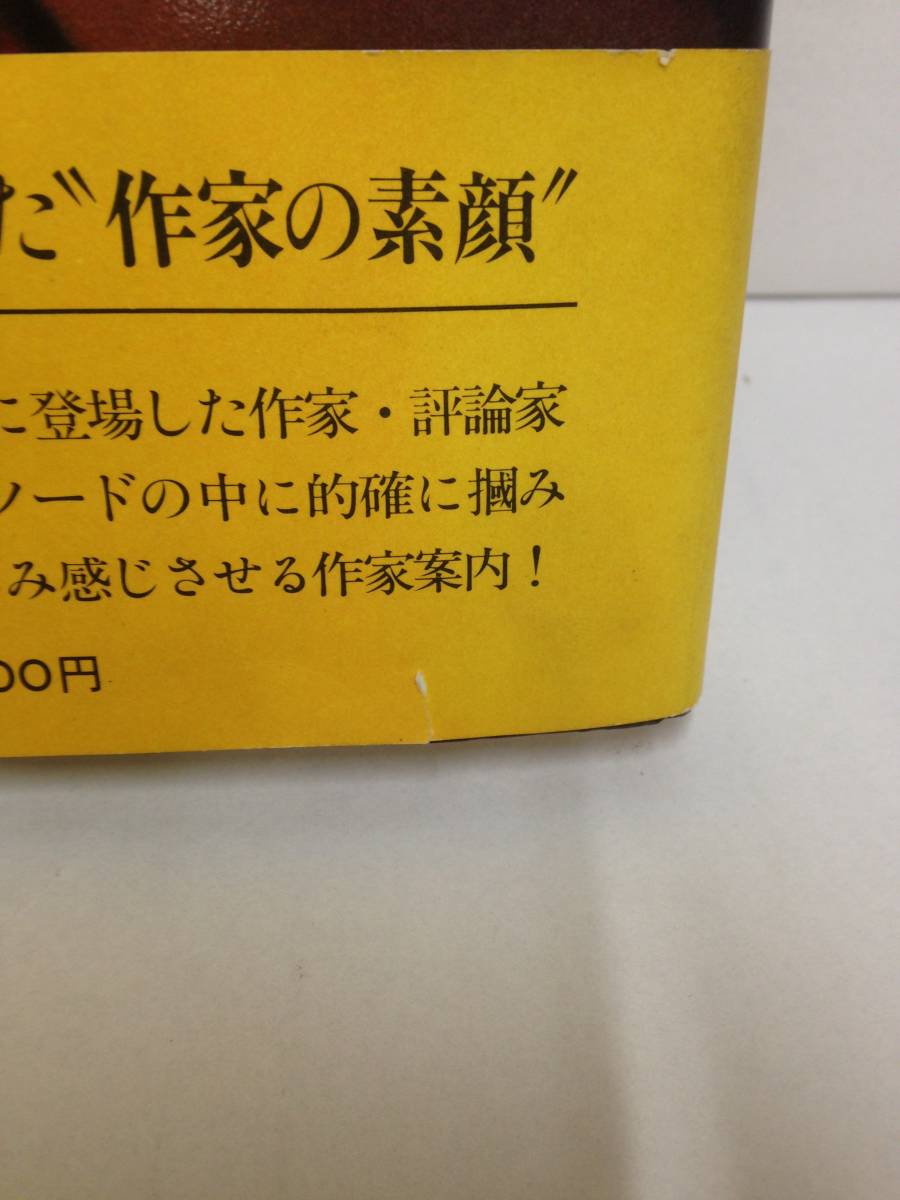 た〝作家の素顔〟
に登場した作家・評論家
ソードの中に的確に摑み
み感じさせる作家案内！
00円